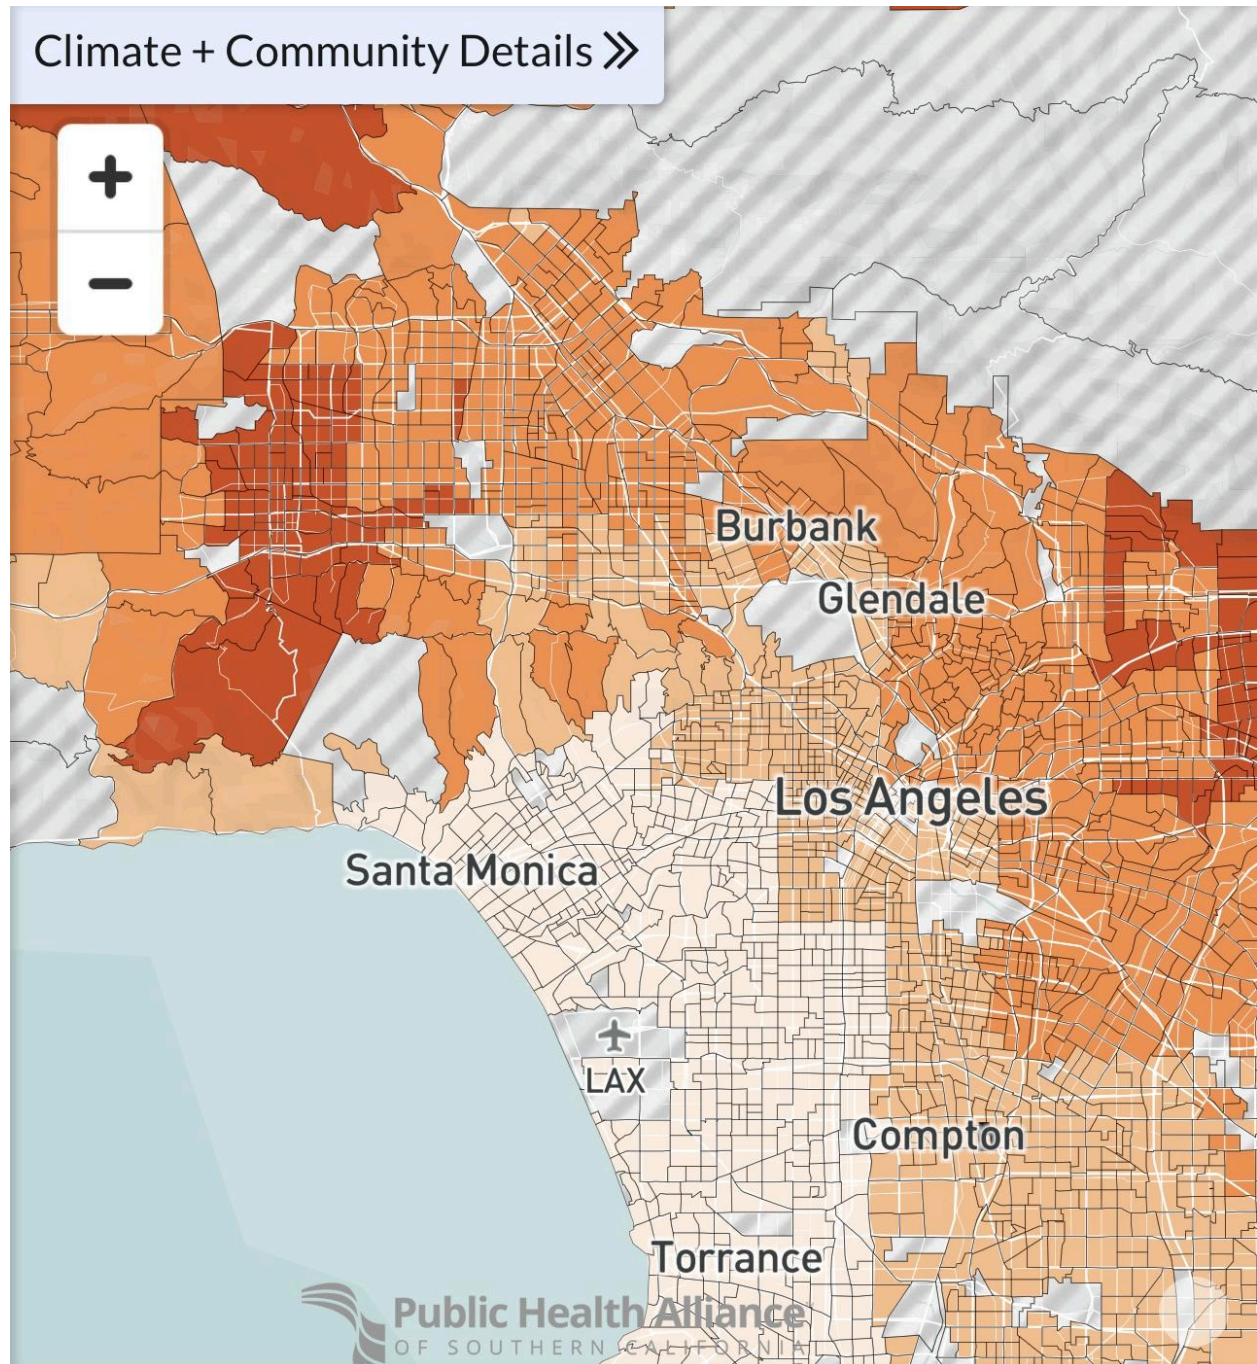 Climate + Community Details
+
−
Burbank
Glendale
Los Angeles
Santa Monica
LAX
Compton
Torrance
Public Health Alliance
OF SOUTHERN CALIFORNIA